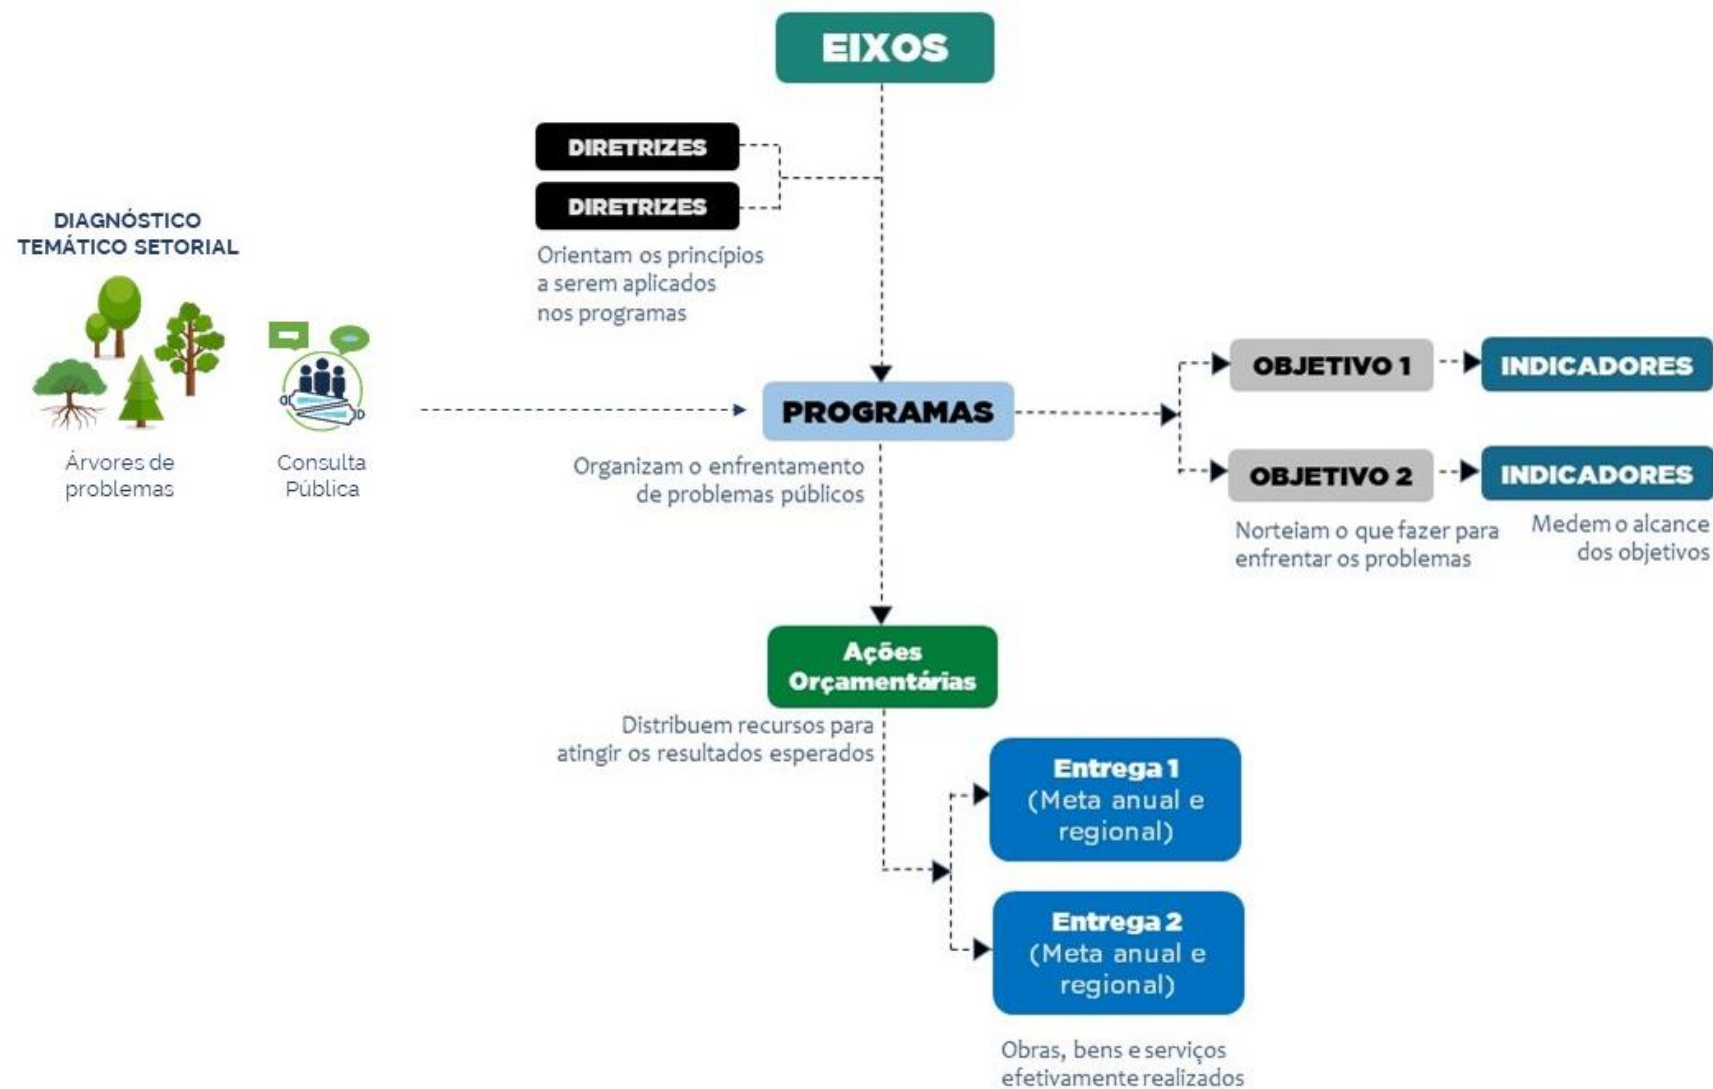 EIXOS
DIRETRIZES
DIRETRIZES
Orientam os princípios
a serem aplicados
nos programas
DIAGNÓSTICO
TEMÁTICO SETORIAL
Árvores de
problemas
Consulta
Pública
PROGRAMAS
Organizam o enfrentamento
de problemas públicos
OBJETIVO 1
INDICADORES
OBJETIVO 2
INDICADORES
Norteiam o que fazer para
enfrentar os problemas
Medem o alcance
dos objetivos
Ações
Orçamentárias
Distribuem recursos para
atingir os resultados esperados
Entrega 1
(Meta anual e
regional)
Entrega 2
(Meta anual e
regional)
Obras, bens e serviços
efetivamente realizados